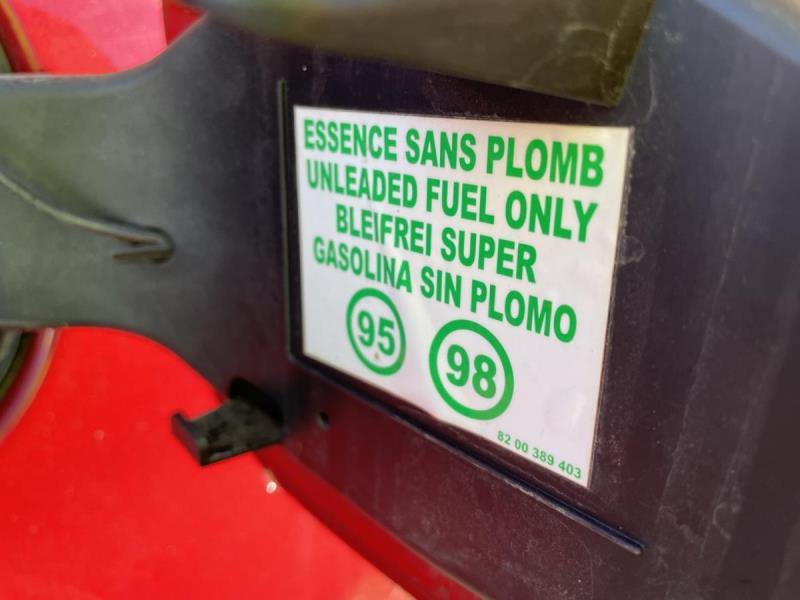 ESSENCE SANS PLOMB
UNLEADED FUEL ONLY
BLEIFREI SUPER
GASOLINA SIN PLOMO
95 98
82 00 389 403